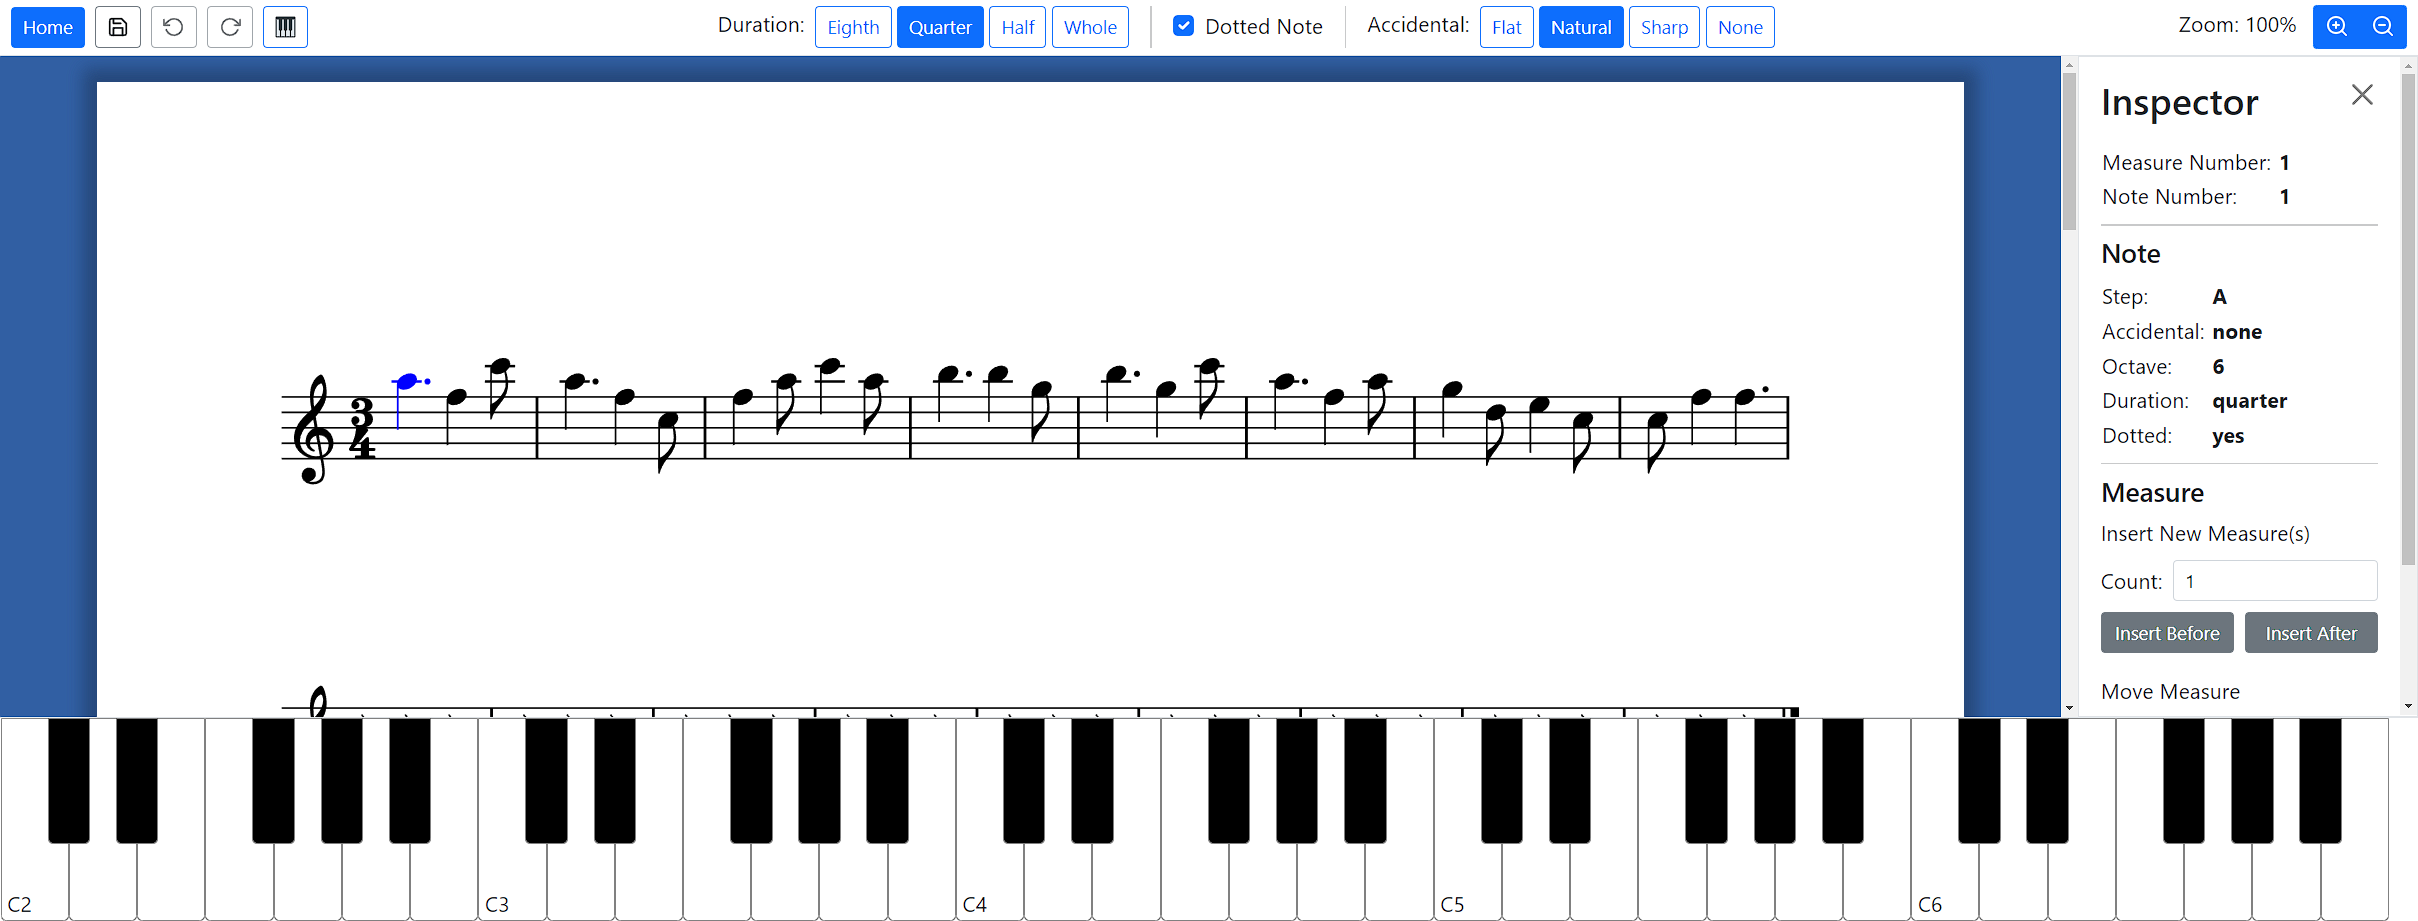 Home Duration: Eighth Quarter Half Whole Dotted Note Accidental: Flat Natural Sharp None Zoom: 100%
Inspector
Measure Number: 1
Note Number: 1
Note
Step: A
Accidental: none
Octave: 6
Duration: quarter
Dotted: yes
Measure
Insert New Measure(s)
Count: 1
Insert Before Insert After
Move Measure
3
4
C2 C3 C4 C5 C6